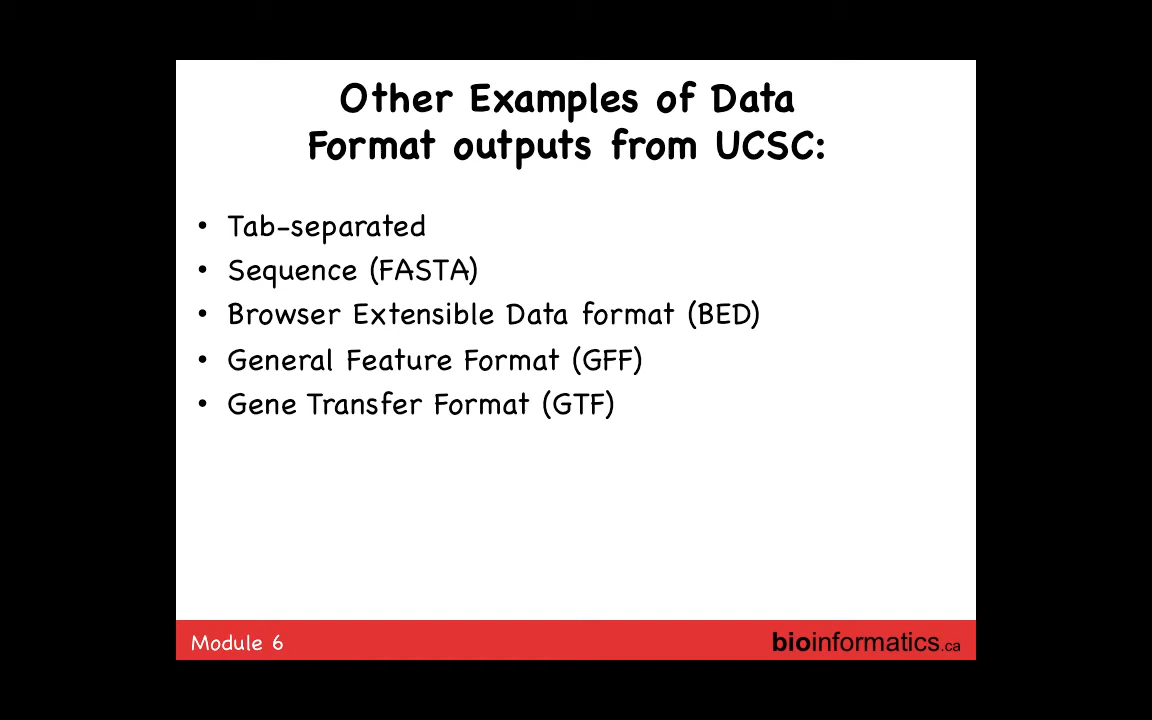 Other Examples of Data
Format outputs from UCSC:
• Tab-separated
• Sequence (FASTA)
• Browser Extensible Data format (BED)
• General Feature Format (GFF)
• Gene Transfer Format (GTF)
Module 6
bioinformatics.ca